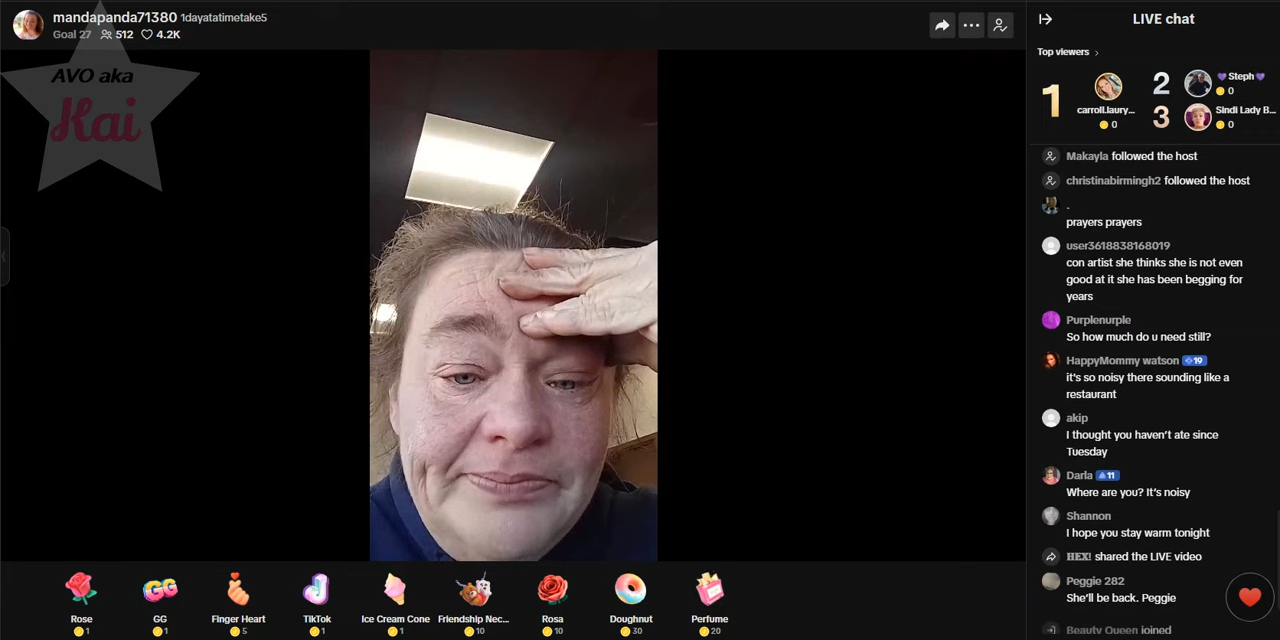 mandapanda71380 1dayatatimetake5
Goal 27 512 4.2K
AVO aka
Kai
LIVE chat
Top viewers >
1
carroll.laury...
0
2
💜Steph💜
0
3
Sindi Lady B...
0
Makayla followed the host
christinabirmingh2 followed the host
.
prayers prayers
user3618838168019
con artist she thinks she is not even
good at it she has been begging for
years
Purplenurple
So how much do u need still?
HappyMommy watson 19
it's so noisy there sounding like a
restaurant
akip
I thought you haven't ate since
Tuesday
Darla 11
Where are you? It's noisy
Shannon
I hope you stay warm tonight
HEX! shared the LIVE video
Peggie 282
She'll be back. Peggie
Beauty Queen joined
Rose
1
GG
1
Finger Heart
5
TikTok
1
Ice Cream Cone
1
Friendship Nec...
10
Rosa
10
Doughnut
30
Perfume
20